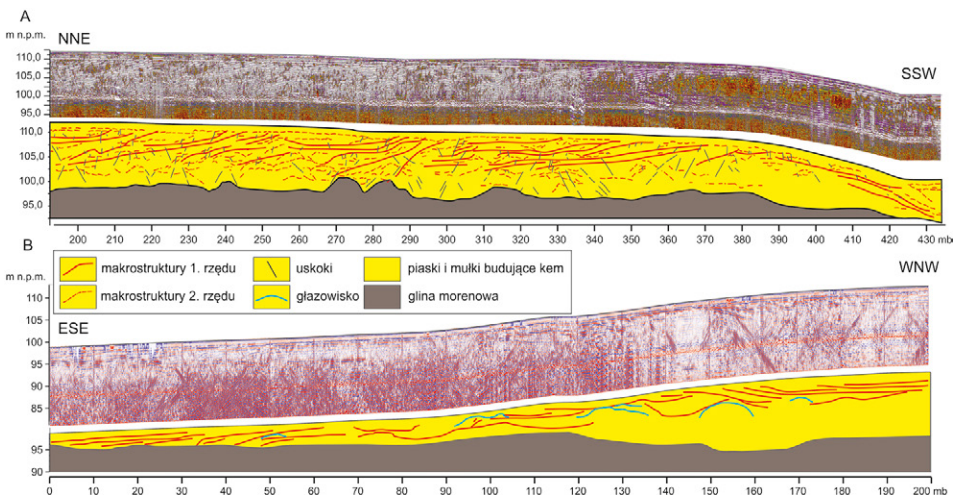 A
m n.p.m.
NNE
SSW
110,0
105,0
100,0
95,0
110,0
105,0
100,0
95,0
200 210 220 230 240 250 260 270 280 290 300 310 320 330 340 350 360 370 380 390 400 410 420 430 mb
B
m n.p.m.
makrostruktury 1. rzędu
uskoki
piaski i mułki budujące kem
makrostruktury 2. rzędu
głazowisko
glina morenowa
WNW
ESE
110
105
100
95
90
85
95
90
0 10 20 30 40 50 60 70 80 90 100 110 120 130 140 150 160 170 180 190 200 mb